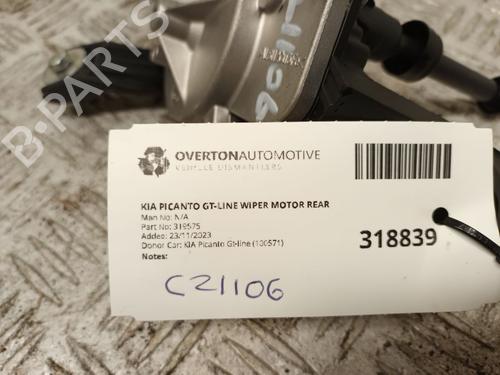 B-PARTS
OVERTONAUTOMOTIVE
VEHICLE DISMANTLERS
KIA PICANTO GT-LINE WIPER MOTOR REAR
Man No: N/A
Part No: 319575
Added: 23/11/2023
Donor Car: KIA Picanto Gt-line (100571)
Notes:
318839
C21106